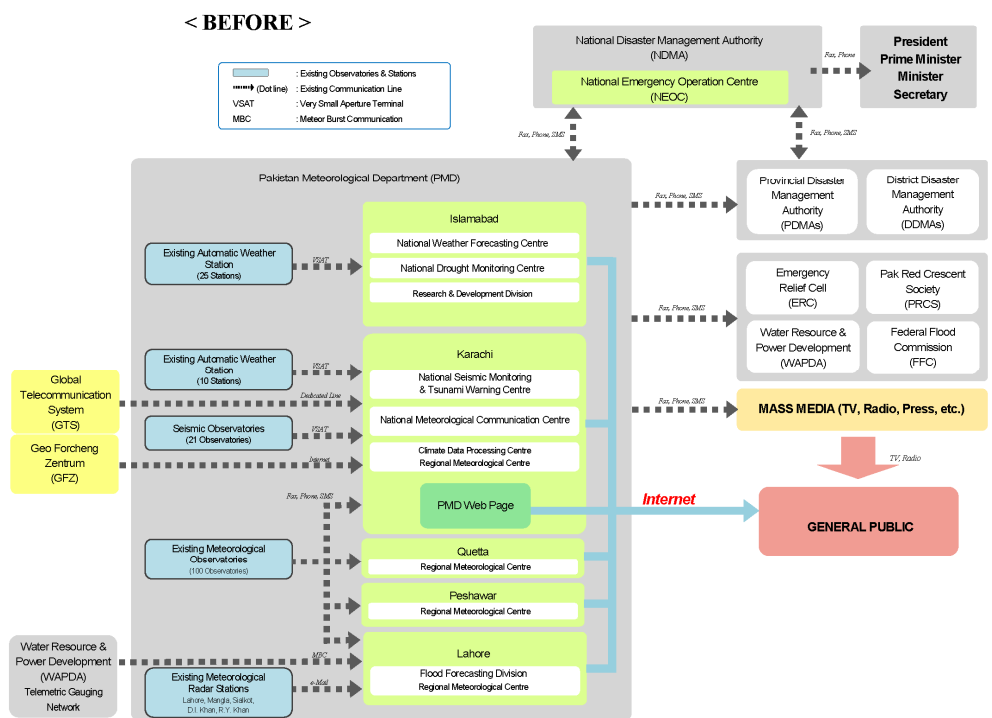 < BEFORE >
: Existing Observatories & Stations
(Dot line) : Existing Communication Line
VSAT : Very Small Aperture Terminal
MBC : Meteor Burst Communication
National Disaster Management Authority
(NDMA)
National Emergency Operation Centre
(NEOC)
Fax, Phone
President
Prime Minister
Minister
Secretary
Fax, Phone, SMS
Fax, Phone, SMS
Pakistan Meteorological Department (PMD)
Fax, Phone, SMS
Provincial Disaster
Management
Authority
(PDMAs)
District Disaster
Management
Authority
(DDMAs)
Islamabad
National Weather Forecasting Centre
National Drought Monitoring Centre
Research & Development Division
Existing Automatic Weather
Station
(25 Stations)
VSAT
Fax, Phone, SMS
Emergency
Relief Cell
(ERC)
Pak Red Crescent
Society
(PRCS)
Water Resource &
Power Development
(WAPDA)
Federal Flood
Commission
(FFC)
Existing Automatic Weather
Station
(10 Stations)
VSAT
Karachi
National Seismic Monitoring
& Tsunami Warning Centre
National Meteorological Communication Centre
Climate Data Processing Centre
Regional Meteorological Centre
PMD Web Page
Global
Telecommunication
System
(GTS)
Dedicated Line
Seismic Observatories
(21 Observatories)
VSAT
Geo Forcheng
Zentrum
(GFZ)
Internet
Fax, Phone, SMS
MASS MEDIA (TV, Radio, Press, etc.)
TV, Radio
Internet
GENERAL PUBLIC
Fax, Phone, SMS
Existing Meteorological
Observatories
(100 Observatories)
Quetta
Regional Meteorological Centre
Peshawar
Regional Meteorological Centre
Lahore
Flood Forecasting Division
Regional Meteorological Centre
Water Resource &
Power Development
(WAPDA)
Telemetric Gauging
Network
MBC
Existing Meteorological
Radar Stations
Lahore, Mangla, Sialkot,
D.I. Khan, R.Y. Khan
e-Mail